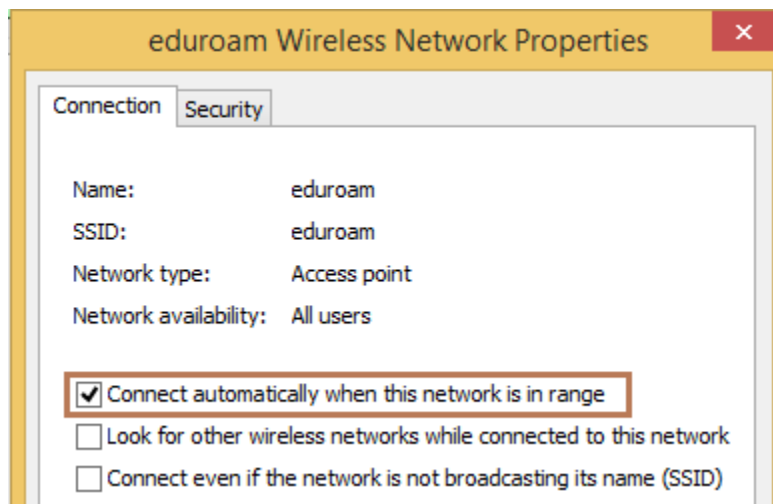 eduroam Wireless Network Properties
Connection Security
Name: eduroam
SSID: eduroam
Network type: Access point
Network availability: All users
Connect automatically when this network is in range
Look for other wireless networks while connected to this network
Connect even if the network is not broadcasting its name (SSID)